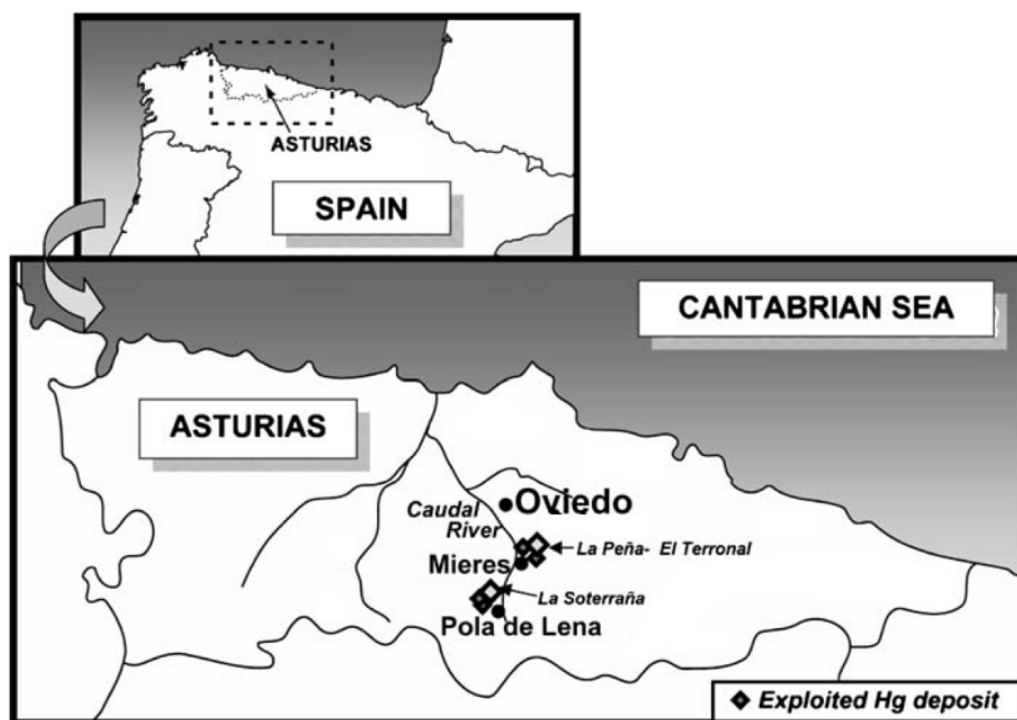 ASTURIAS
SPAIN
CANTABRIAN SEA
ASTURIAS
Oviedo
Caudal
River
La Peña- El Terronal
Mieres
La Soterraña
Pola de Lena
Exploited Hg deposit